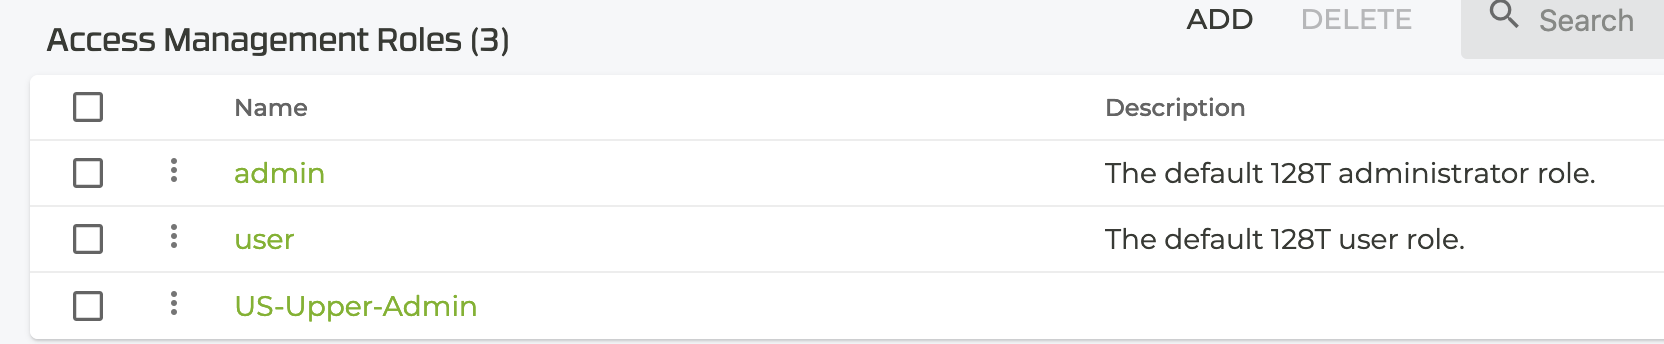 Access Management Roles (3)
ADD DELETE Search
Name Description
admin The default 128T administrator role.
user The default 128T user role.
US-Upper-Admin